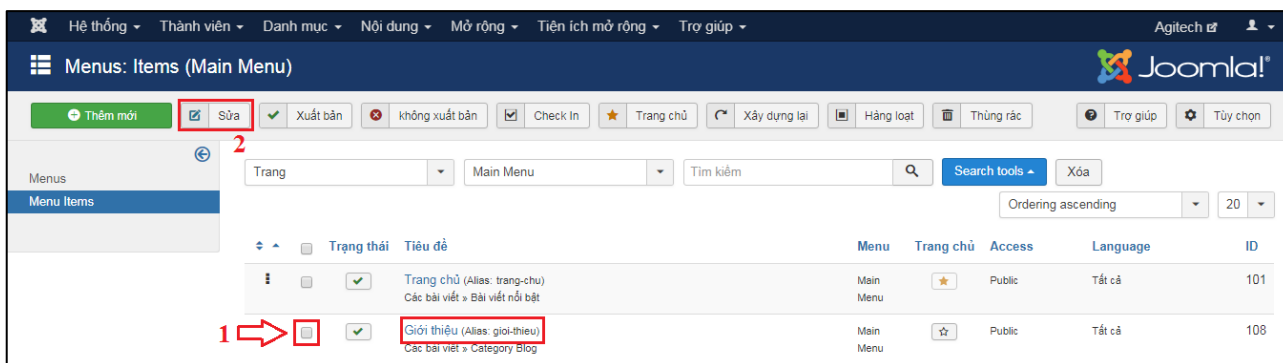 Hệ thống Thành viên Danh mục Nội dung Mở rộng Tiện ích mở rộng Trợ giúp Agitech
Menus: Items (Main Menu) Joomla!®
Thêm mới Sửa Xuất bản không xuất bản Check In Trang chủ Xây dựng lại Hàng loạt Thùng rác Trợ giúp Tùy chọn
2
Menus
Menu Items
Trang Main Menu Tìm kiếm Search tools Xóa
Ordering ascending 20
Trạng thái Tiêu đề Menu Trang chủ Access Language ID
Trang chủ (Alias: trang-chu) Main Menu Public Tất cả 101
Các bài viết » Bài viết nổi bật
1 Giới thiệu (Alias: gioi-thieu) Main Menu Public Tất cả 108
Các bài viết » Category Blog